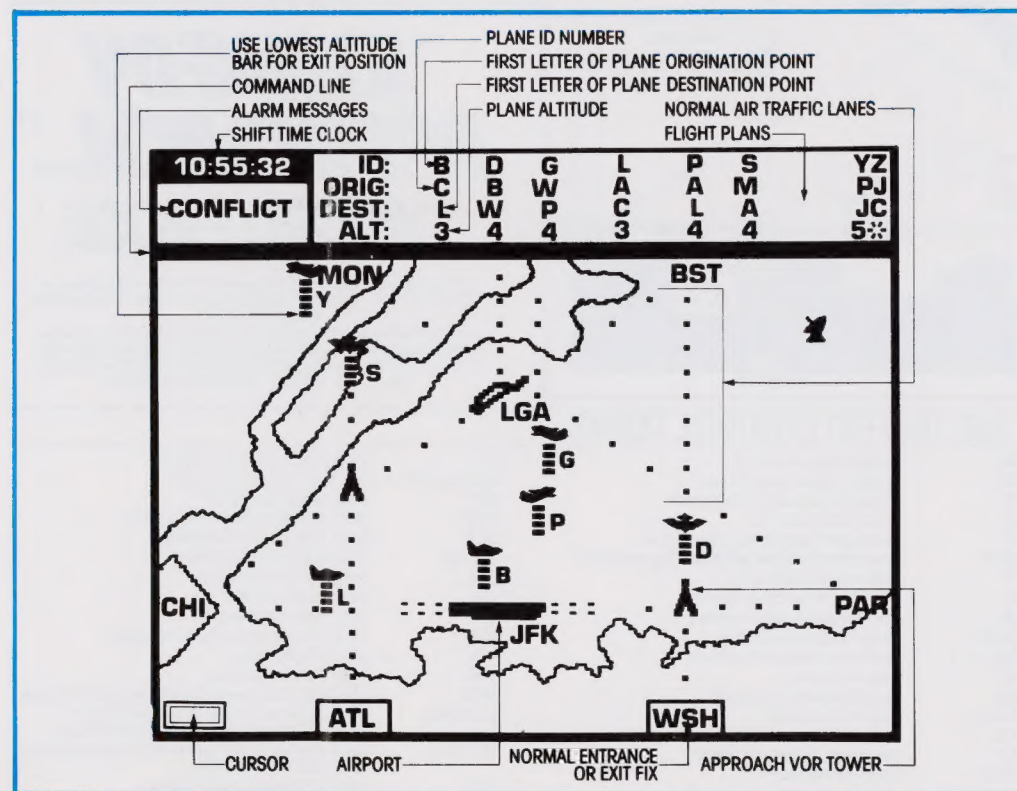 USE LOWEST ALTITUDE
BAR FOR EXIT POSITION
COMMAND LINE
ALARM MESSAGES
SHIFT TIME CLOCK
PLANE ID NUMBER
FIRST LETTER OF PLANE ORIGINATION POINT
FIRST LETTER OF PLANE DESTINATION POINT
PLANE ALTITUDE
NORMAL AIR TRAFFIC LANES
FLIGHT PLANS
10:55:32
CONFLICT
ID: B D G L P S YZ
ORIG: C B W A A M PJ
DEST: L W P C L A JC
ALT: 3 4 4 3 4 4 5※
MON
BST
Y
S
LGA
G
P
D
B
L
CHI
PAR
JFK
ATL
WSH
CURSOR
AIRPORT
NORMAL ENTRANCE
OR EXIT FIX
APPROACH VOR TOWER